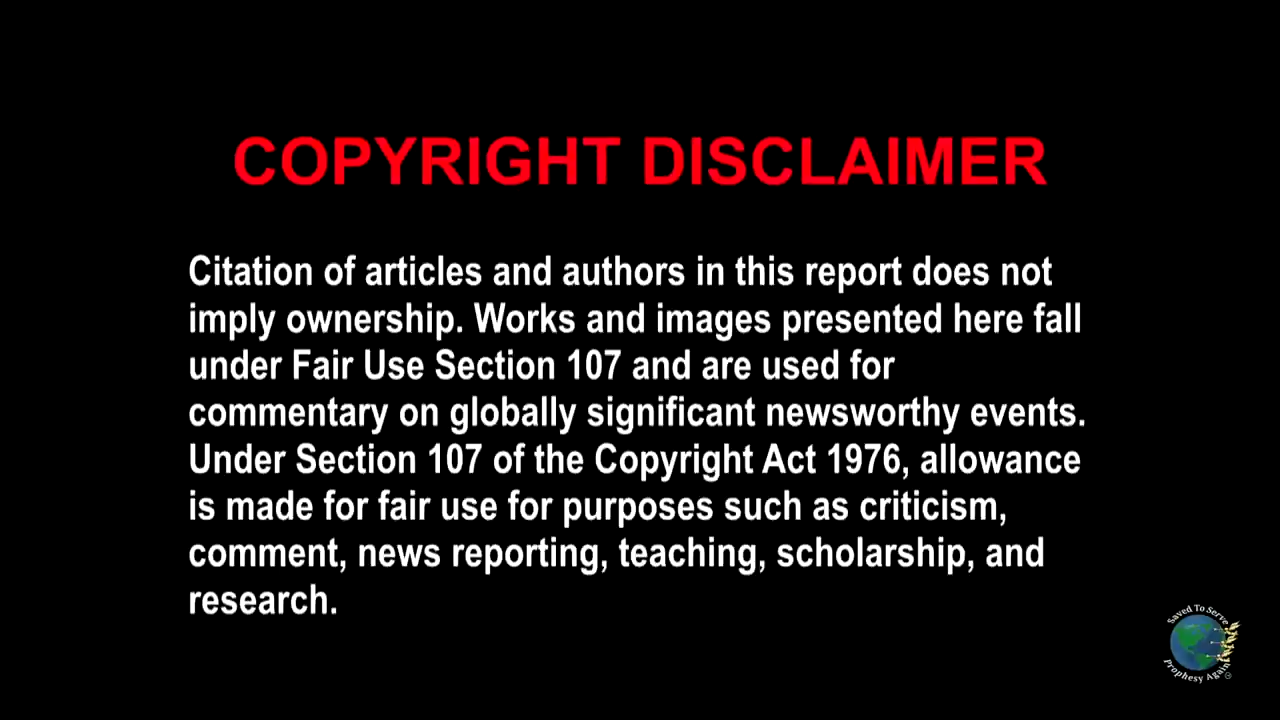 COPYRIGHT DISCLAIMER
Citation of articles and authors in this report does not
imply ownership. Works and images presented here fall
under Fair Use Section 107 and are used for
commentary on globally significant newsworthy events.
Under Section 107 of the Copyright Act 1976, allowance
is made for fair use for purposes such as criticism,
comment, news reporting, teaching, scholarship, and
research.
Saved To Serve
Prophesy Again